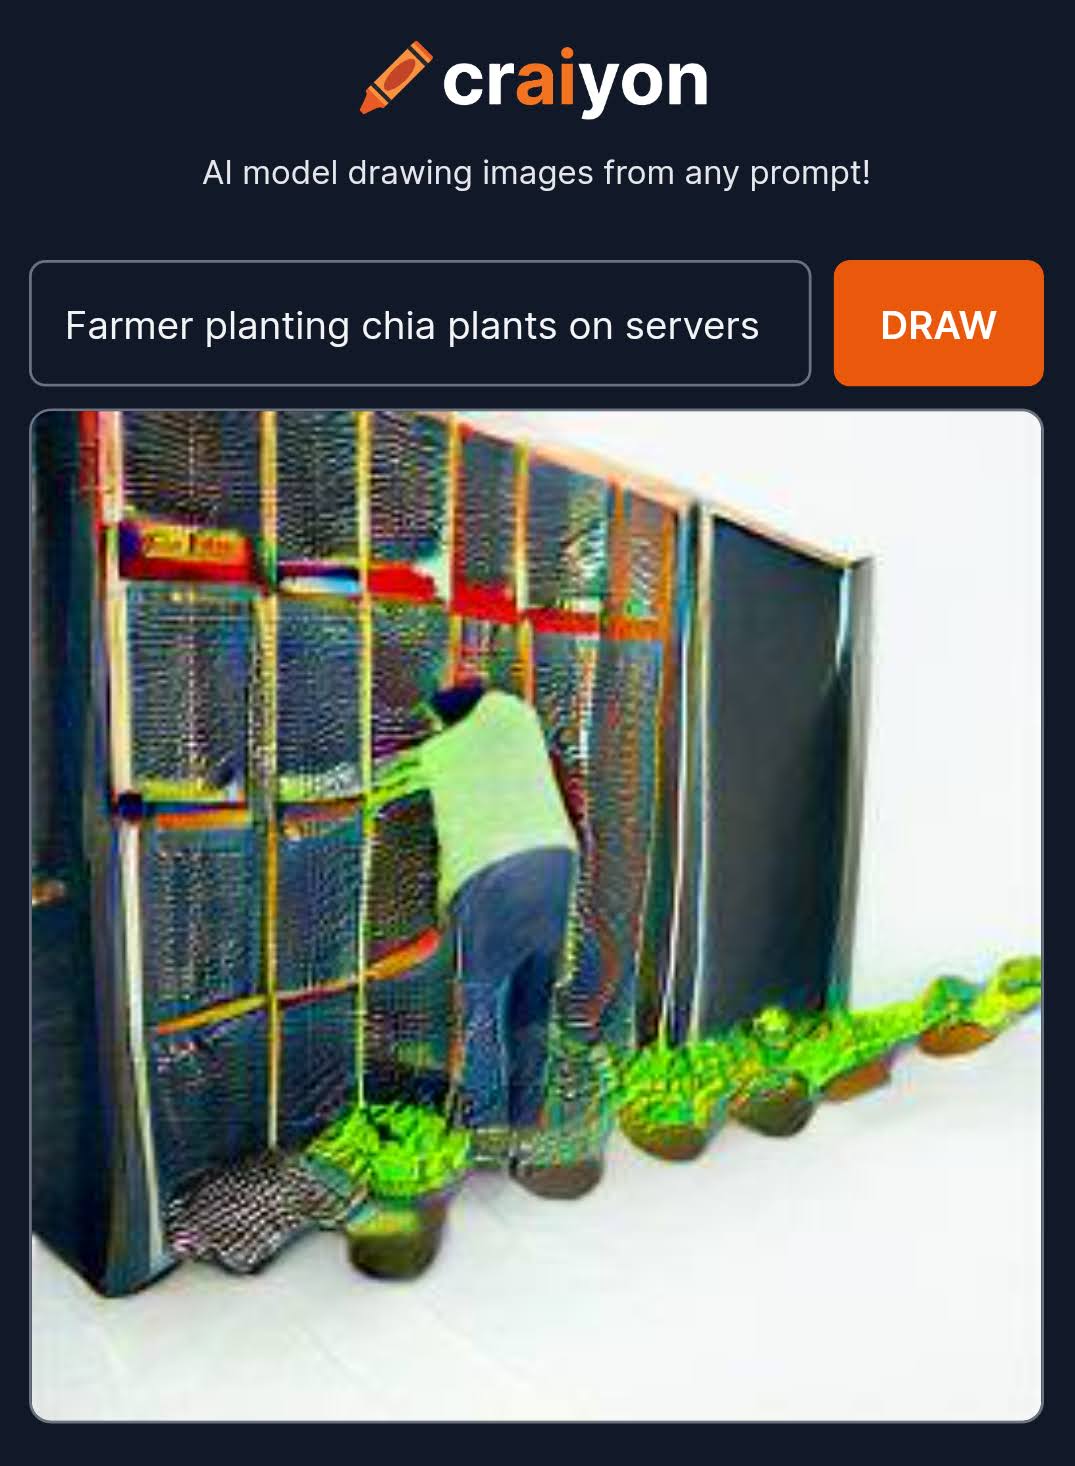 craiyon
AI model drawing images from any prompt!
Farmer planting chia plants on servers
DRAW